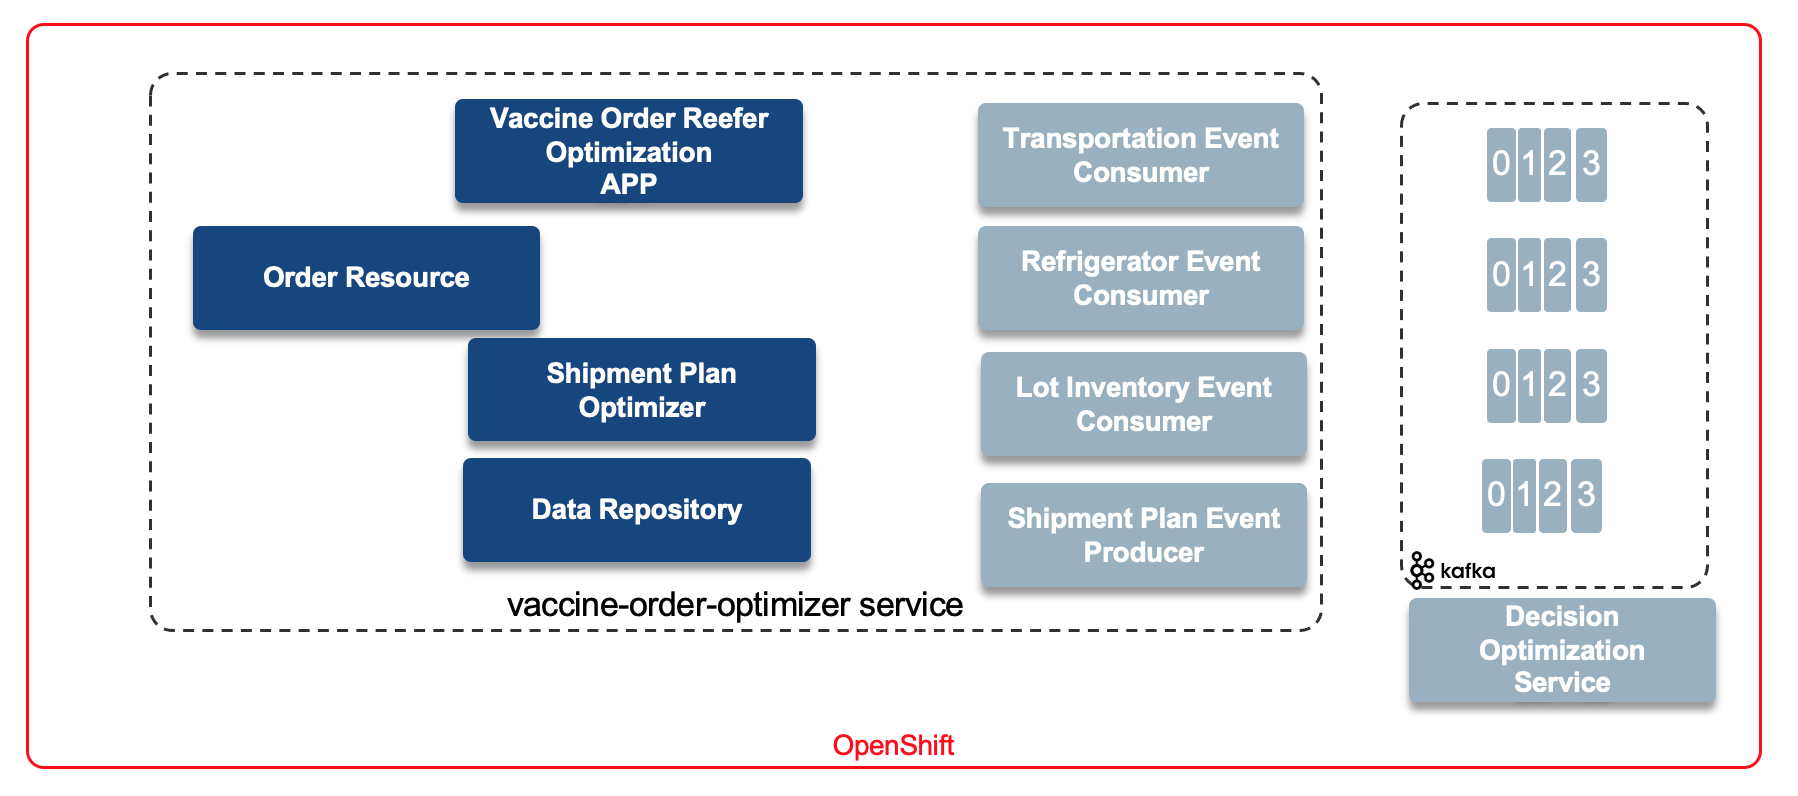 Vaccine Order Reefer
Optimization
APP
Order Resource
Shipment Plan
Optimizer
Data Repository
Transportation Event
Consumer
Refrigerator Event
Consumer
Lot Inventory Event
Consumer
Shipment Plan Event
Producer
vaccine-order-optimizer service
0 1 2 3
0 1 2 3
0 1 2 3
0 1 2 3
kafka
Decision
Optimization
Service
OpenShift